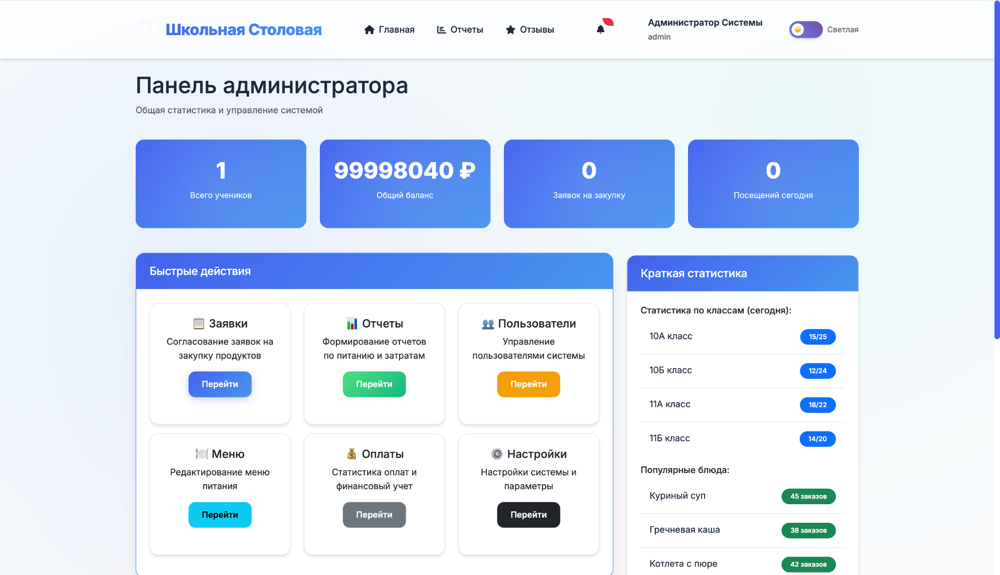 Школьная Столовая
Главная
Отчеты
Отзывы
Администратор Системы
admin
Светлая
Панель администратора
Общая статистика и управление системой
1
Всего учеников
99998040 ₽
Общий баланс
0
Заявок на закупку
0
Посещений сегодня
Быстрые действия
Заявки
Согласование заявок на
закупку продуктов
Перейти
Отчеты
Формирование отчетов
по питанию и затратам
Перейти
Пользователи
Управление
пользователями системы
Перейти
Меню
Редактирование меню
питания
Перейти
Оплаты
Статистика оплат и
финансовый учет
Перейти
Настройки
Настройки системы и
параметры
Перейти
Краткая статистика
Статистика по классам (сегодня):
10А класс 15/25
10Б класс 12/24
11А класс 18/22
11Б класс 14/20
Популярные блюда:
Куриный суп 45 заказов
Гречневая каша 38 заказов
Котлета с пюре 42 заказов